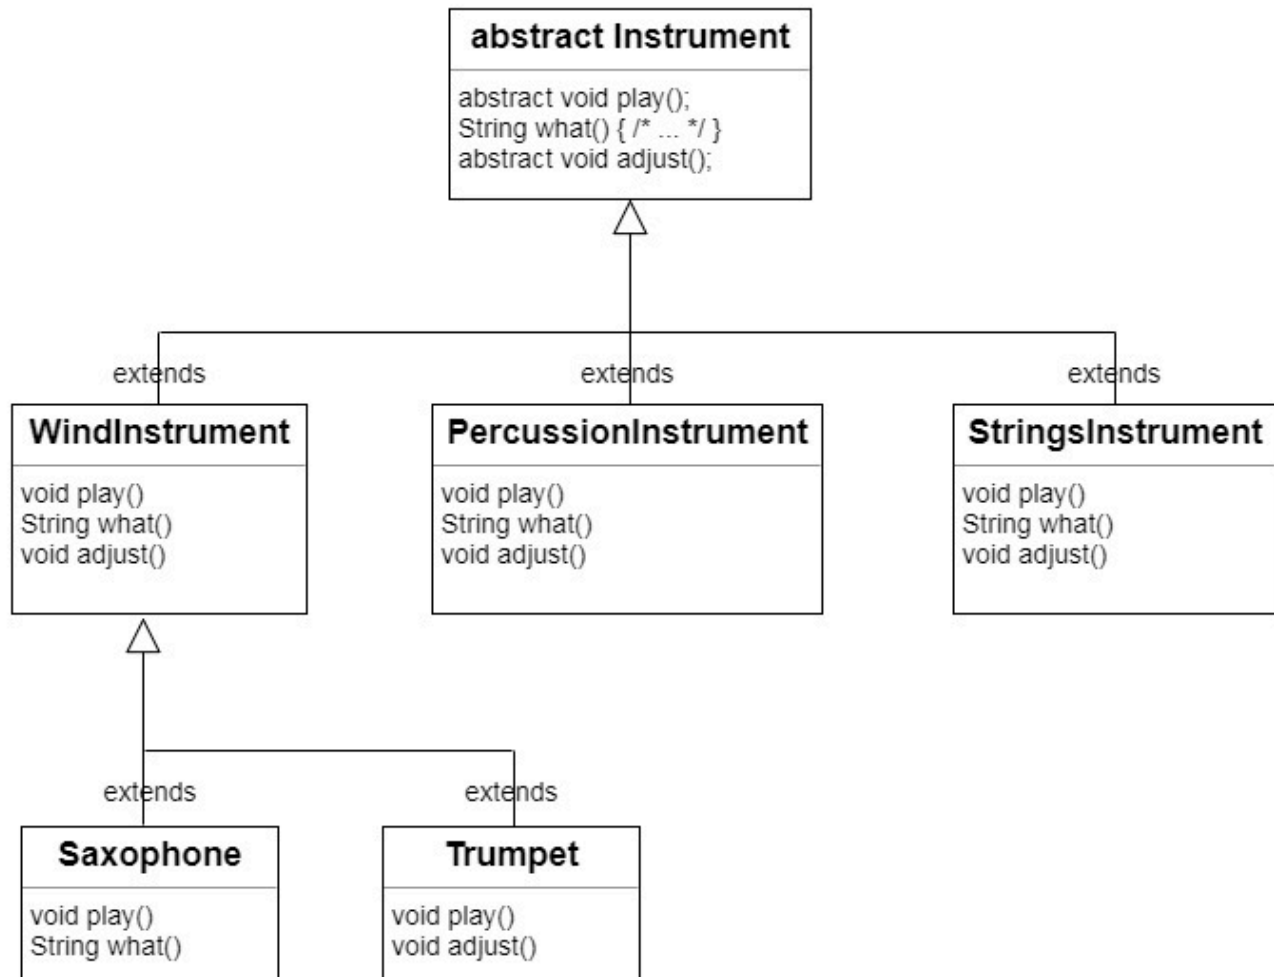 abstract Instrument
abstract void play();
String what() { /* ... */ }
abstract void adjust();
extends
extends
extends
WindInstrument
void play()
String what()
void adjust()
PercussionInstrument
void play()
String what()
void adjust()
StringsInstrument
void play()
String what()
void adjust()
extends
extends
Saxophone
void play()
String what()
Trumpet
void play()
void adjust()